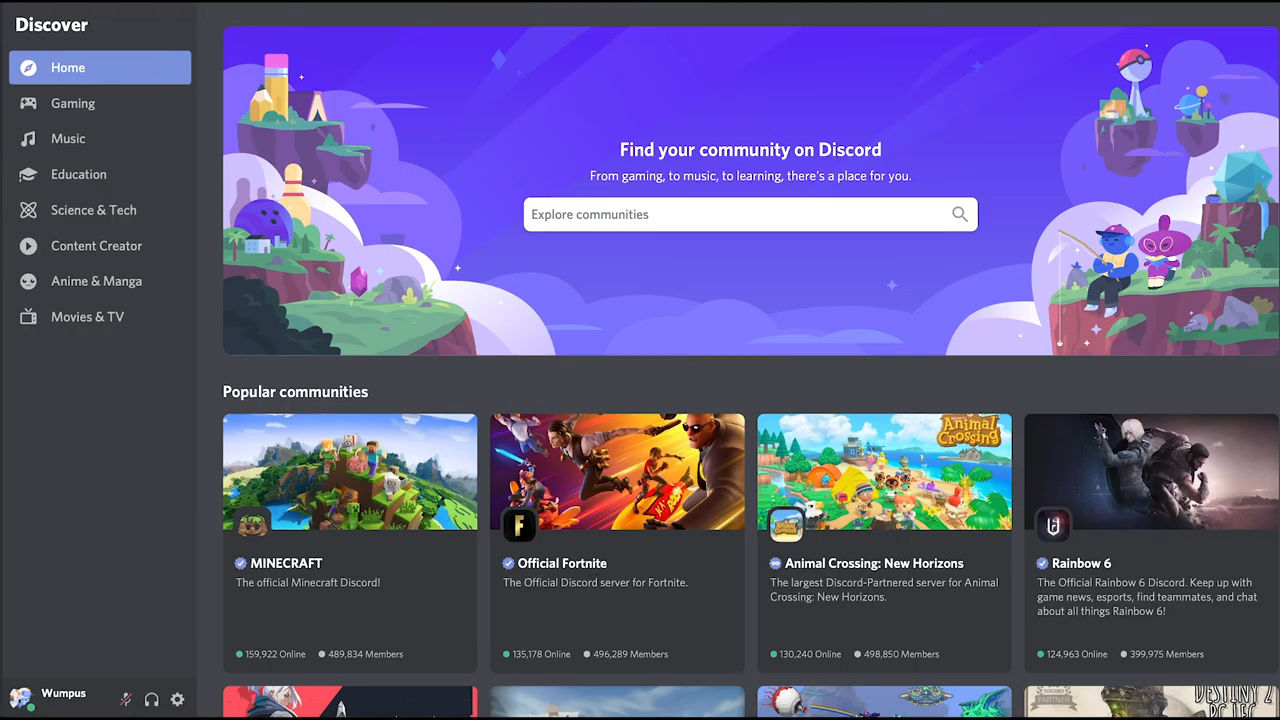 Discover
Home
Gaming
Music
Education
Science & Tech
Content Creator
Anime & Manga
Movies & TV
Wumpus
Find your community on Discord
From gaming, to music, to learning, there's a place for you.
Explore communities
Popular communities
MINECRAFT
The official Minecraft Discord!
159,922 Online 489,834 Members
F
Official Fortnite
The Official Discord server for Fortnite.
135,178 Online 496,289 Members
Animal
Crossing
Animal Crossing: New Horizons
The largest Discord-Partnered server for Animal
Crossing: New Horizons.
130,240 Online 498,850 Members
Rainbow 6
The Official Rainbow 6 Discord. Keep up with
game news, esports, find teammates, and chat
about all things Rainbow 6!
124,963 Online 399,975 Members
PARTNER
DESTINY 2